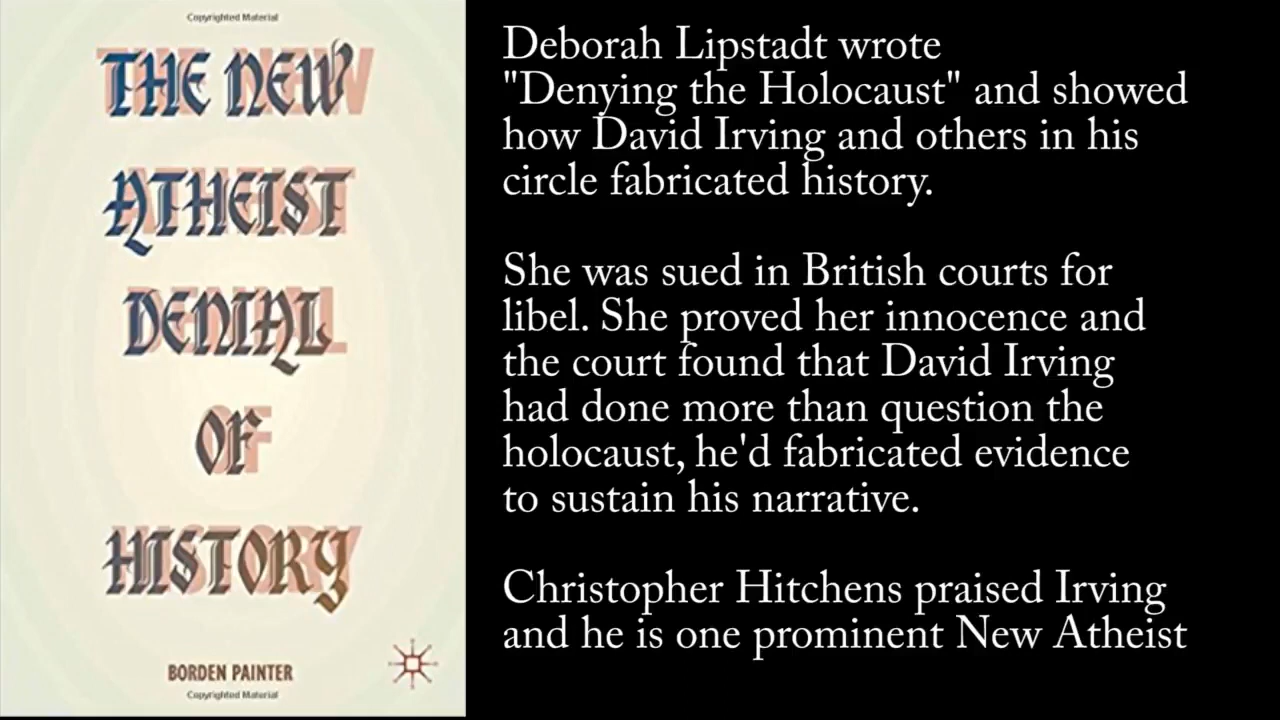 Copyrighted Material
THE NEW
ATHEIST
DENIAL
OF
HISTORY
BORDEN PAINTER
Copyrighted Material
Deborah Lipstadt wrote
"Denying the Holocaust" and showed
how David Irving and others in his
circle fabricated history.
She was sued in British courts for
libel. She proved her innocence and
the court found that David Irving
had done more than question the
holocaust, he'd fabricated evidence
to sustain his narrative.
Christopher Hitchens praised Irving
and he is one prominent New Atheist